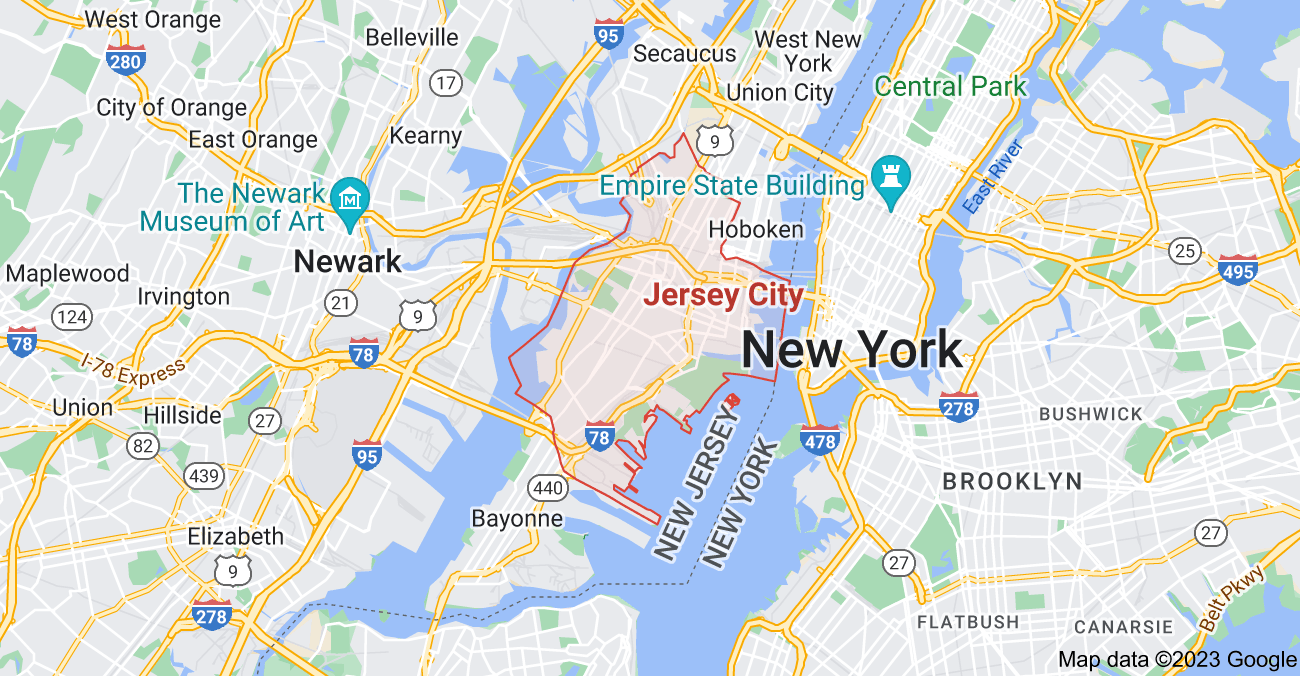 West Orange
Belleville
95
Secaucus
West New
York
280
17
Union City
Central Park
City of Orange
East Orange
Kearny
9
East River
The Newark
Museum of Art
M
Empire State Building
Hoboken
Newark
25
495
Maplewood
Irvington
21
Jersey City
124
9
78
78
New York
I-78 Express
Union
Hillside
27
278
BUSHWICK
82
95
78
478
439
440
NEW JERSEY
NEW YORK
BROOKLYN
Bayonne
Elizabeth
27
9
27
278
Belt Pkwy
FLATBUSH
CANARSIE
Map data ©2023 Google